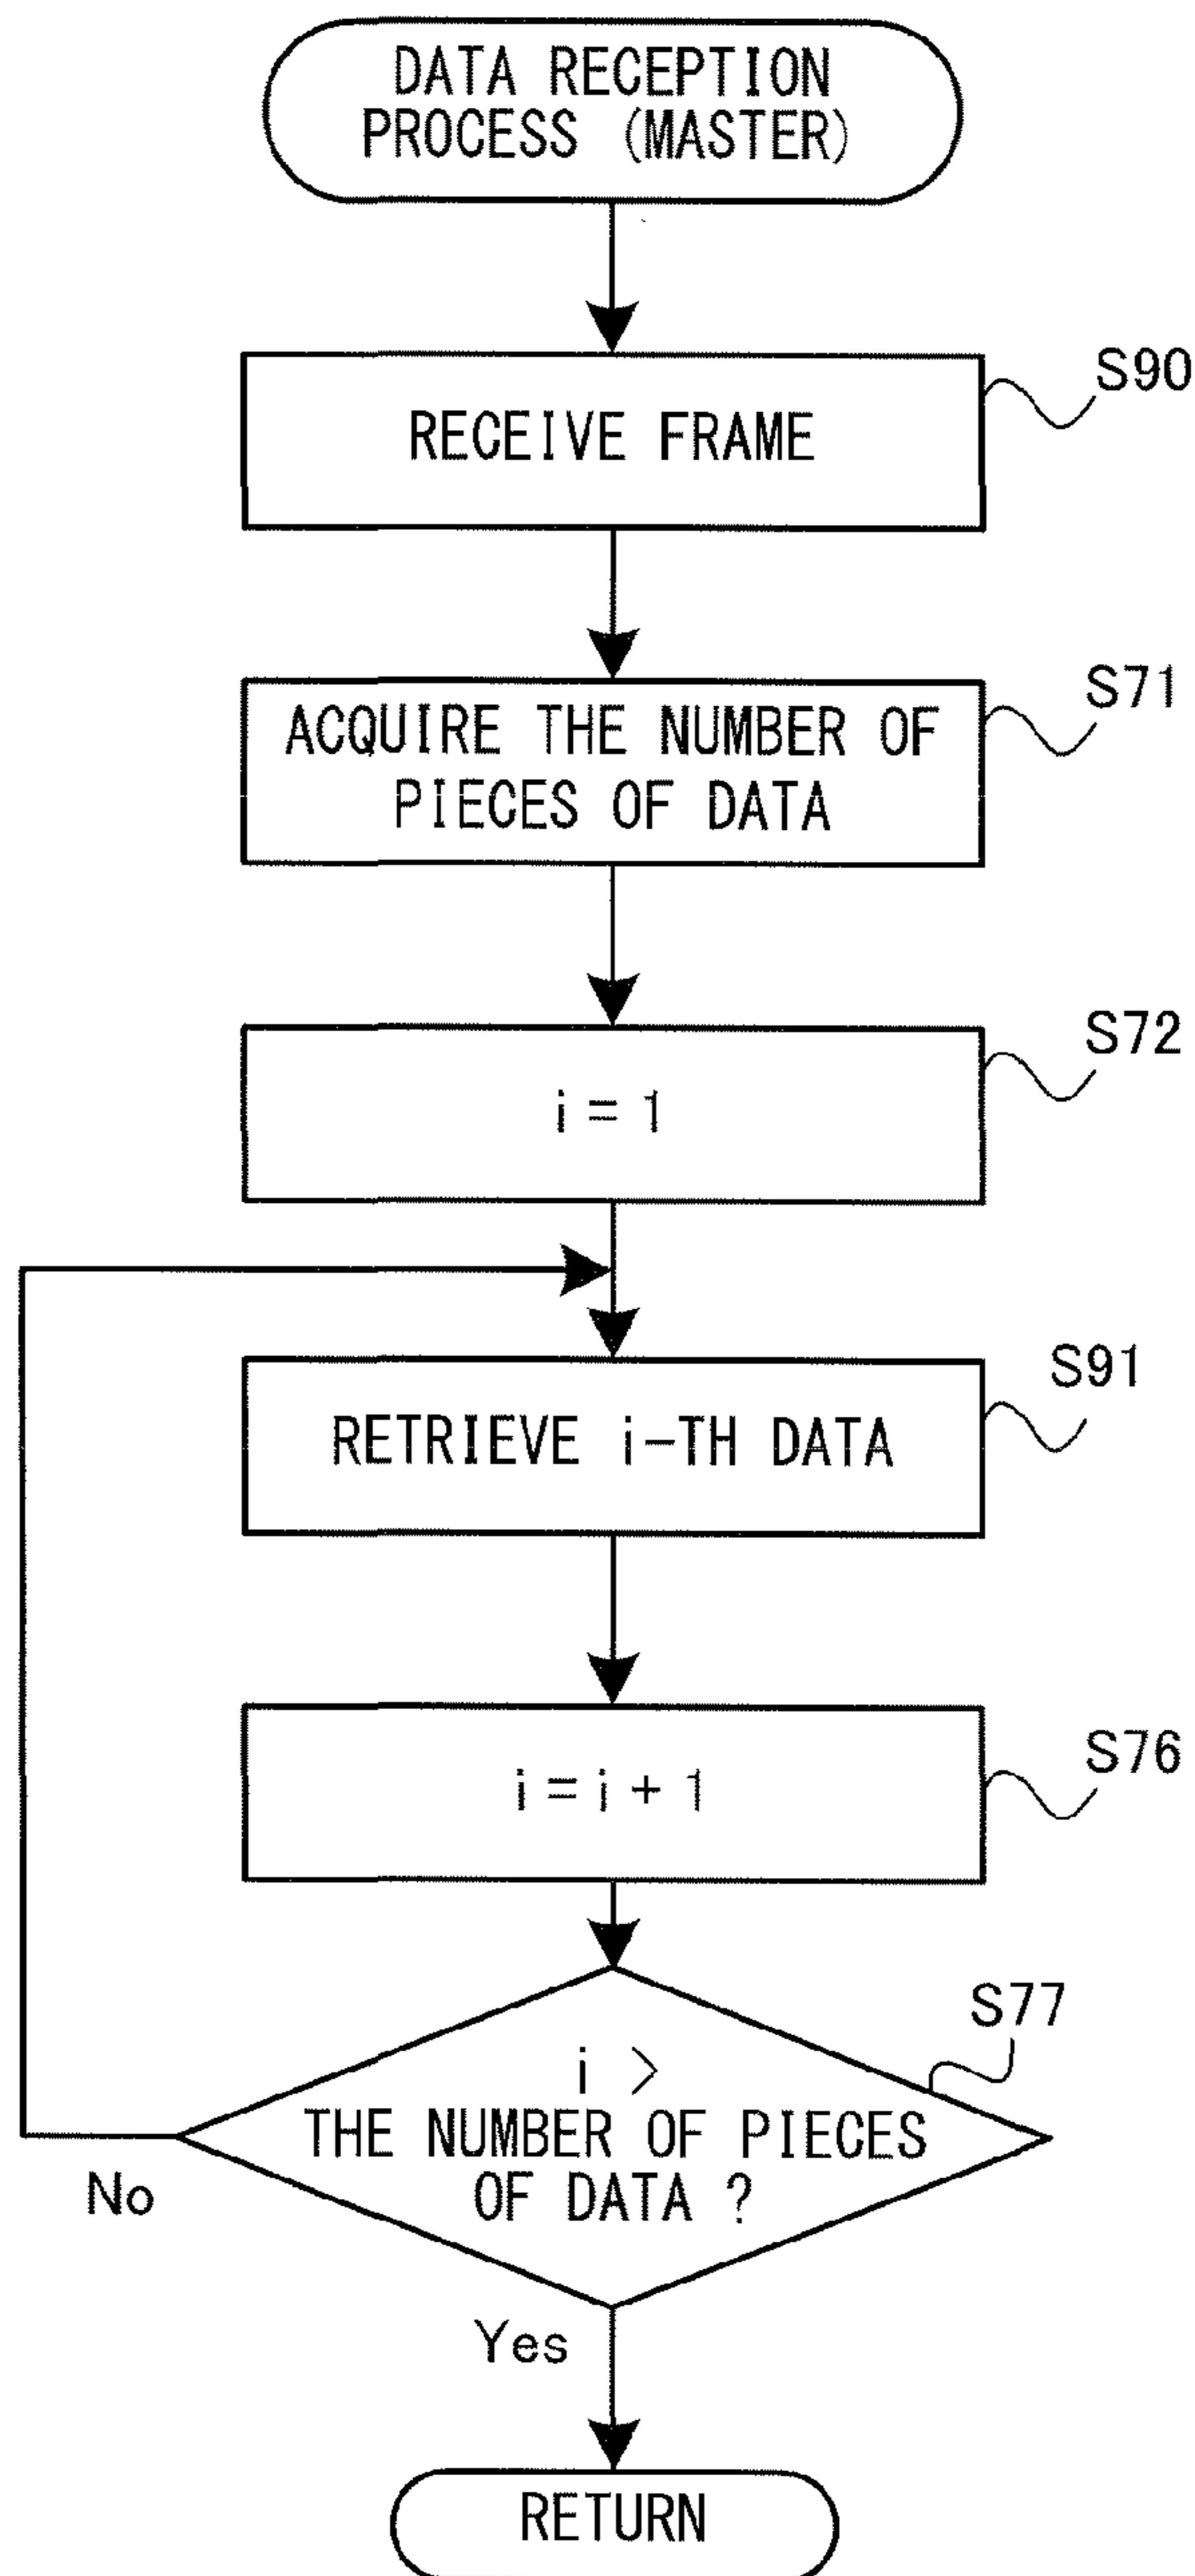 DATA RECEPTION
PROCESS (MASTER)
S90
RECEIVE FRAME
S71
ACQUIRE THE NUMBER OF
PIECES OF DATA
S72
i = 1
S91
RETRIEVE i-TH DATA
S76
i = i + 1
S77
i >
THE NUMBER OF PIECES
OF DATA ?
No
Yes
RETURN